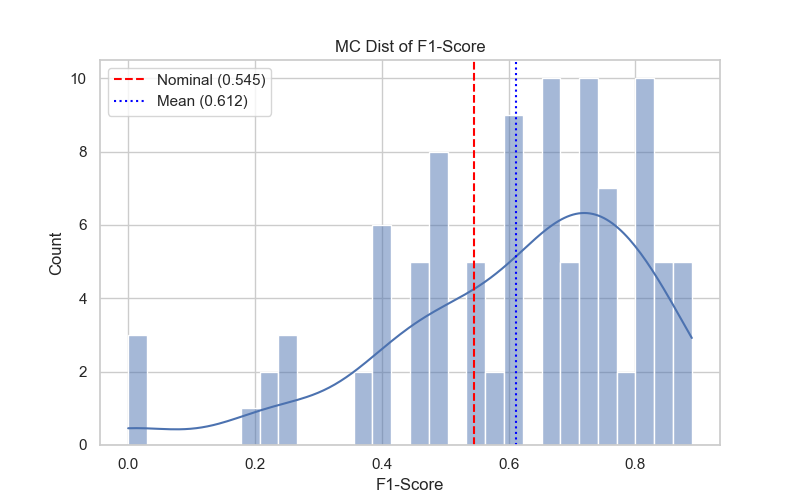 MC Dist of F1-Score
Nominal (0.545)
Mean (0.612)
10
8
6
4
2
0
Count
0.0 0.2 0.4 0.6 0.8
F1-Score